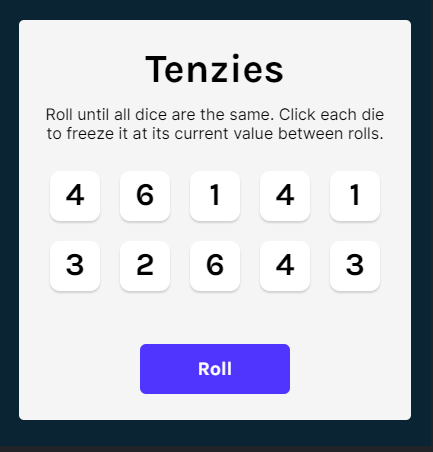 Tenzies
Roll until all dice are the same. Click each die
to freeze it at its current value between rolls.
4 6 1 4 1
3 2 6 4 3
Roll